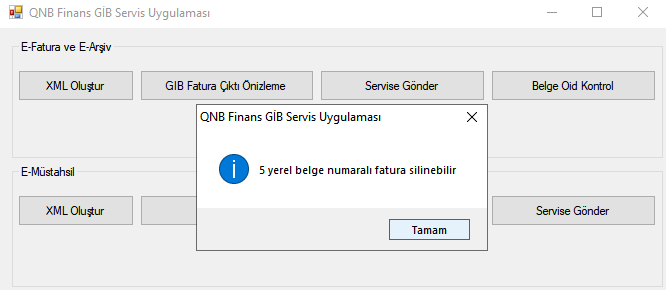 QNB Finans GİB Servis Uygulaması
E-Fatura ve E-Arşiv
XML Oluştur
GIB Fatura Çıktı Önizleme
Servise Gönder
Belge Oid Kontrol
QNB Finans GİB Servis Uygulaması
5 yerel belge numaralı fatura silinebilir
Tamam
E-Müstahsil
XML Oluştur
Servise Gönder